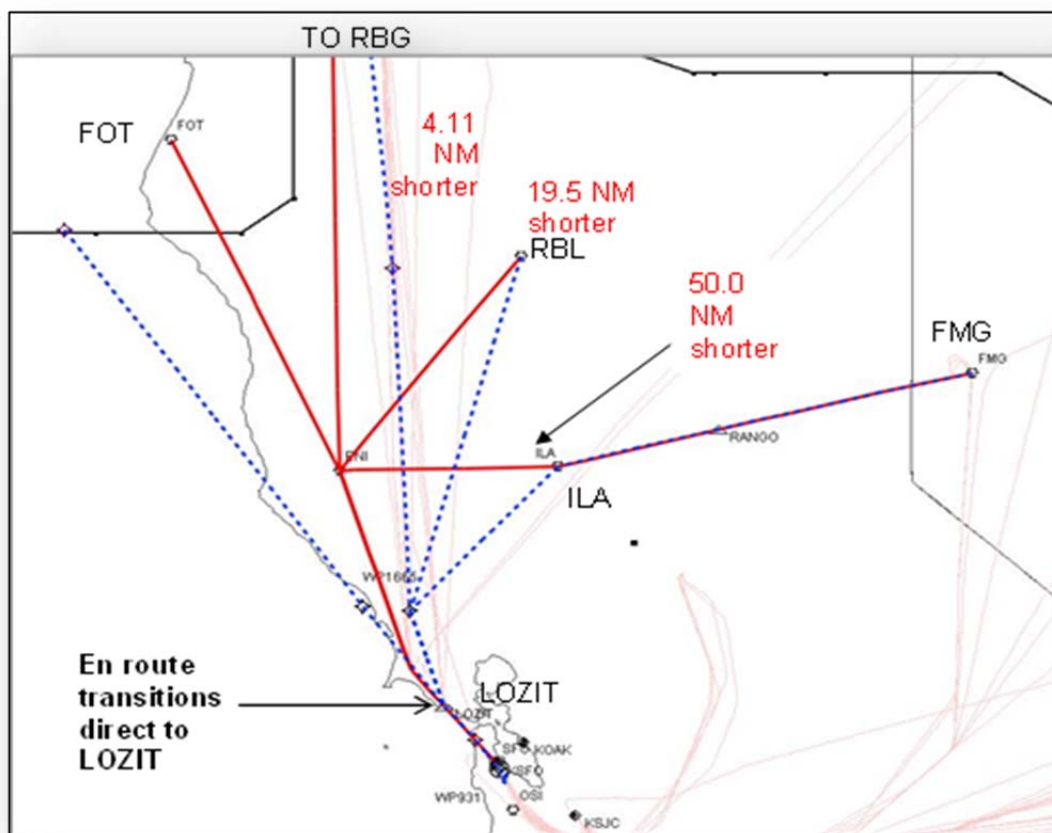 TO RBG
FOT
FOT
4.11
NM
shorter
19.5 NM
shorter
RBL
50.0
NM
shorter
FMG
FMG
RANGO
ENI
ILA
ILA
WP1665
En route
transitions
direct to
LOZIT
LOZIT
LOZIT
SFO
KOAK
KSFO
WP931
OSI
KSJC